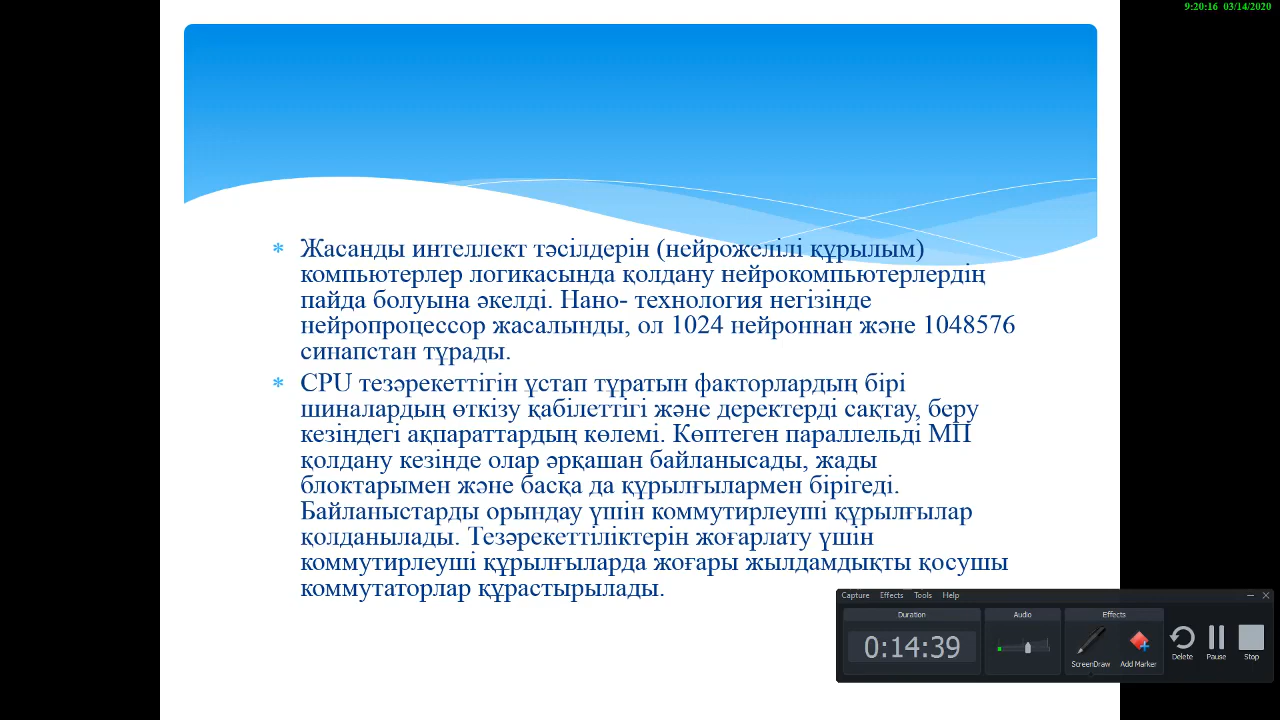 9:20:16 03/14/2020
* Жасанды интеллект тәсілдерін (нейрожелілі құрылым)
компьютерлер логикасында қолдану нейрокомпьютерлердің
пайда болуына әкелді. Нано- технология негізінде
нейропроцессор жасалынды, ол 1024 нейроннан және 1048576
синапстан тұрады.
* CPU тезәрекеттігін ұстап тұратын факторлардың бірі
шиналардың өткізу қабілеттігі және деректерді сақтау, беру
кезіндегі ақпараттардың көлемі. Көптеген параллельді МП
қолдану кезінде олар әрқашан байланысады, жады
блоктарымен және басқа да құрылғылармен бірігеді.
Байланыстарды орындау үшін коммутирлеуші құрылғылар
қолданылады. Тезәрекеттіліктерін жоғарлату үшін
коммутирлеуші құрылғыларда жоғары жылдамдықты қосушы
коммутаторлар құрастырылады.
Capture Effects Tools Help
Duration Audio Effects
0:14:39
ScreenDraw Add Marker Delete Pause Stop